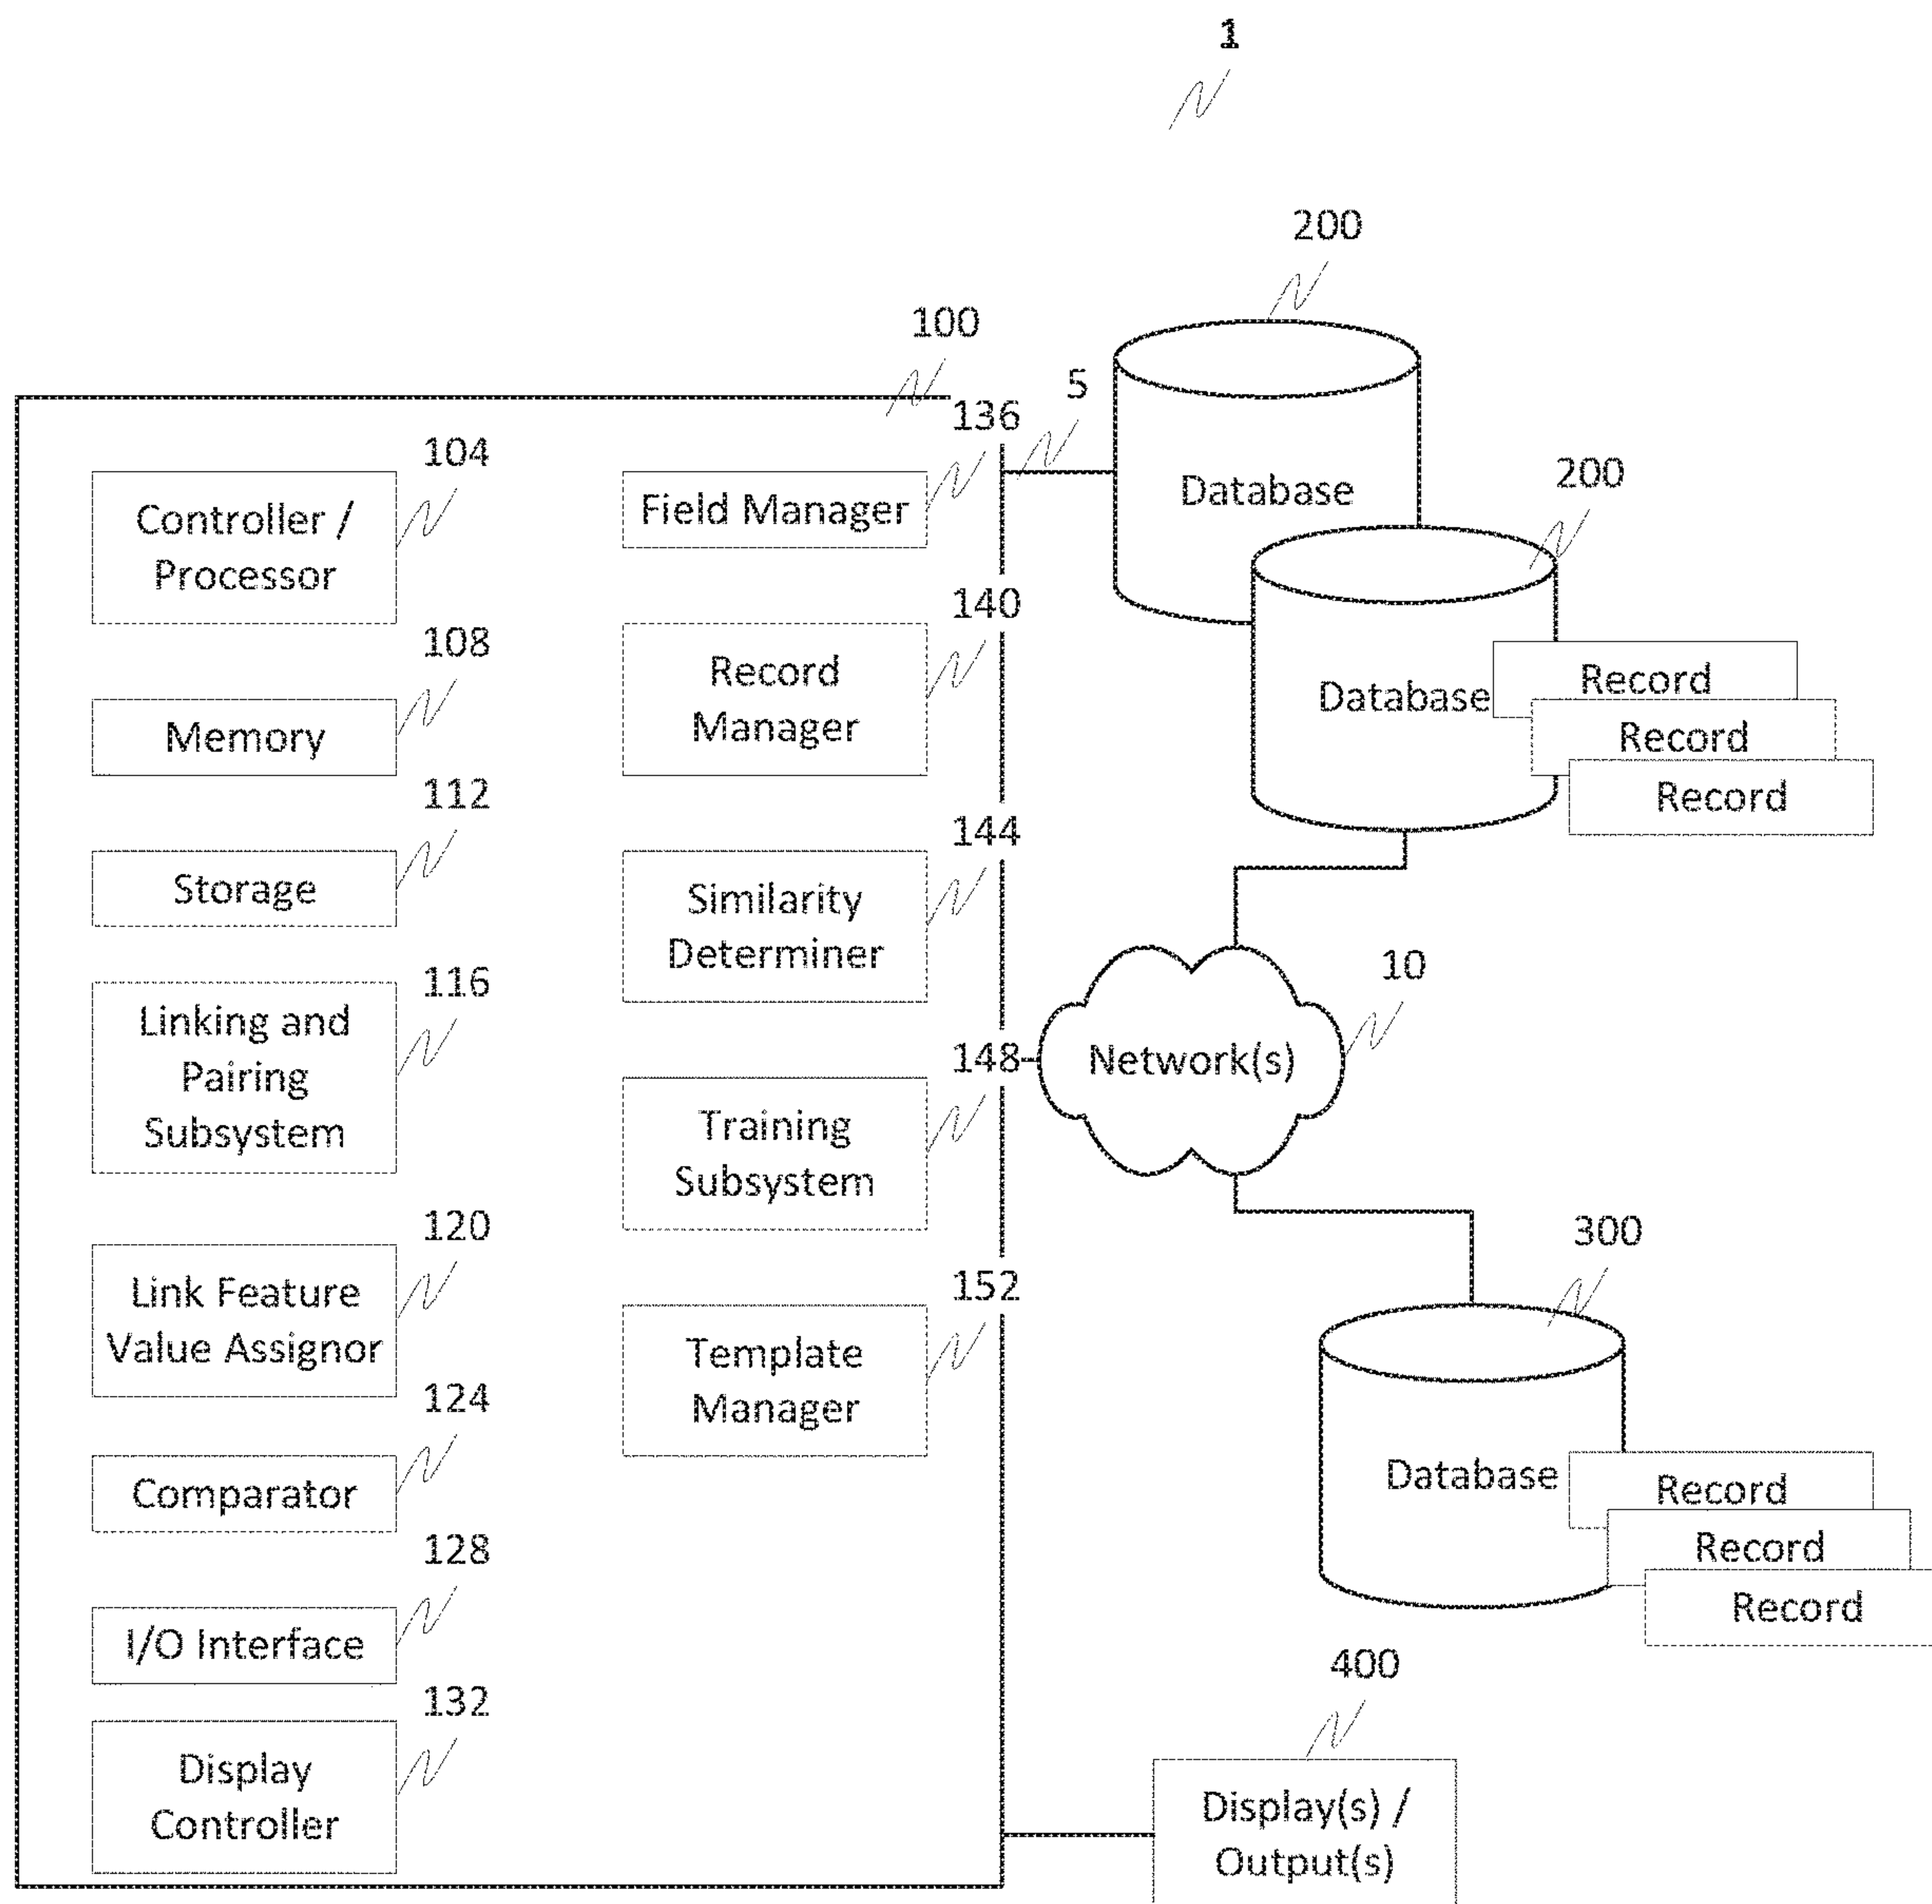 1
200
100
5
136
200
104
Controller /
Processor
Field Manager
Database
140
108
Record
Manager
Database
Record
Record
Record
Memory
112
144
Storage
Similarity
Determiner
116
10
Linking and
Pairing
Subsystem
148
Network(s)
Training
Subsystem
120
300
Link Feature
Value Assignor
152
Template
Manager
124
Comparator
Database
Record
Record
Record
128
I/O Interface
132
400
Display
Controller
Display(s) /
Output(s)